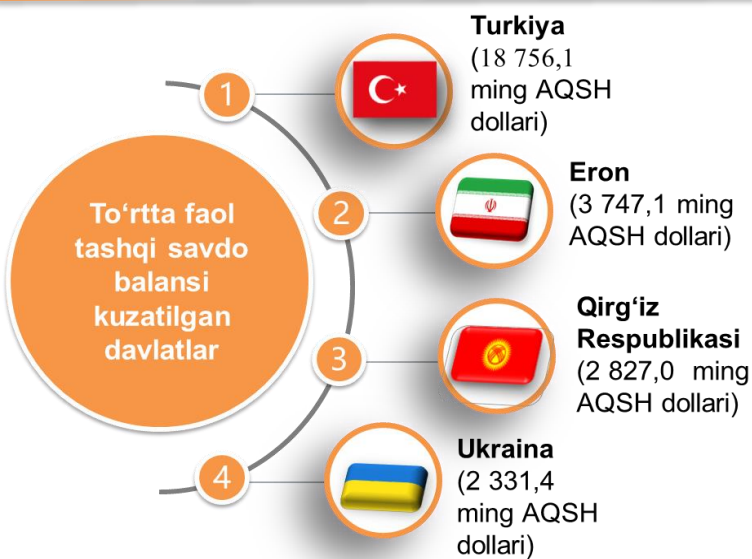 To‘rtta faol
tashqi savdo
balansi
kuzatilgan
davlatlar
1
Turkiya
(18 756,1
ming AQSH
dollari)
2
Eron
(3 747,1 ming
AQSH dollari)
3
Qirg‘iz
Respublikasi
(2 827,0 ming
AQSH dollari)
4
Ukraina
(2 331,4
ming AQSH
dollari)